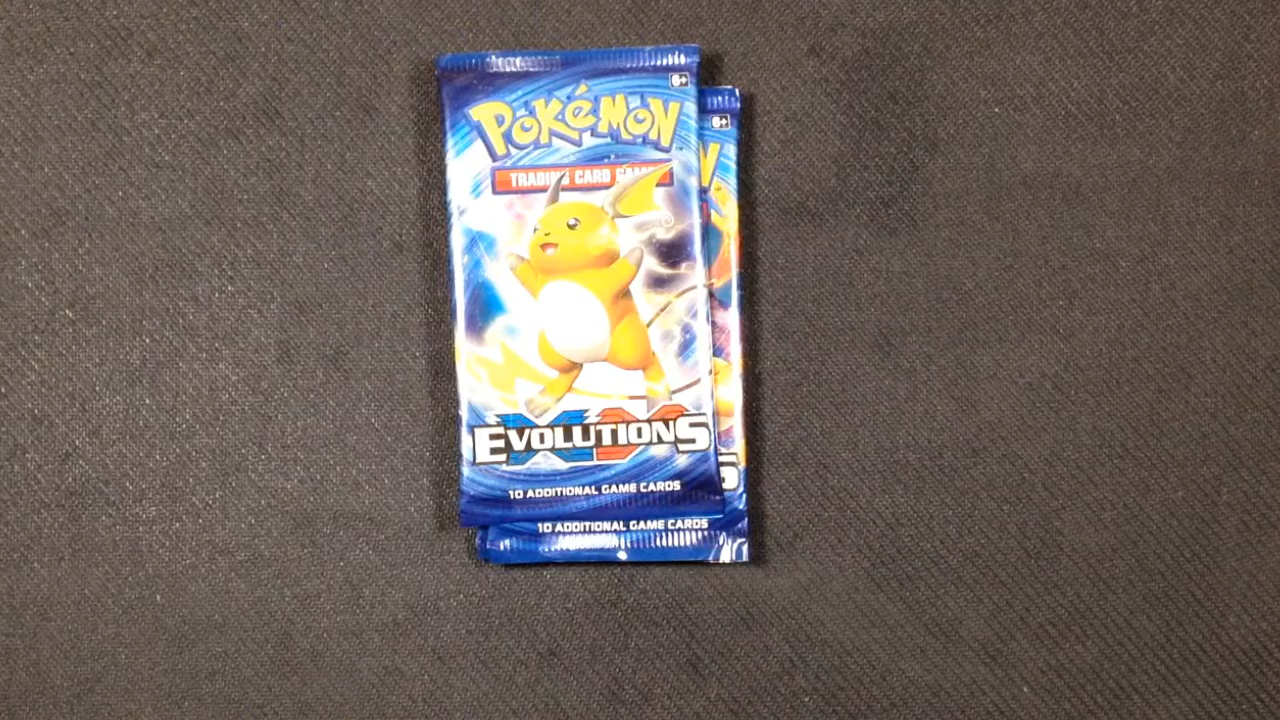 6+
POKéMON
TRADING CARD GAME
EVOLUTIONS
10 ADDITIONAL GAME CARDS
6+
10 ADDITIONAL GAME CARDS